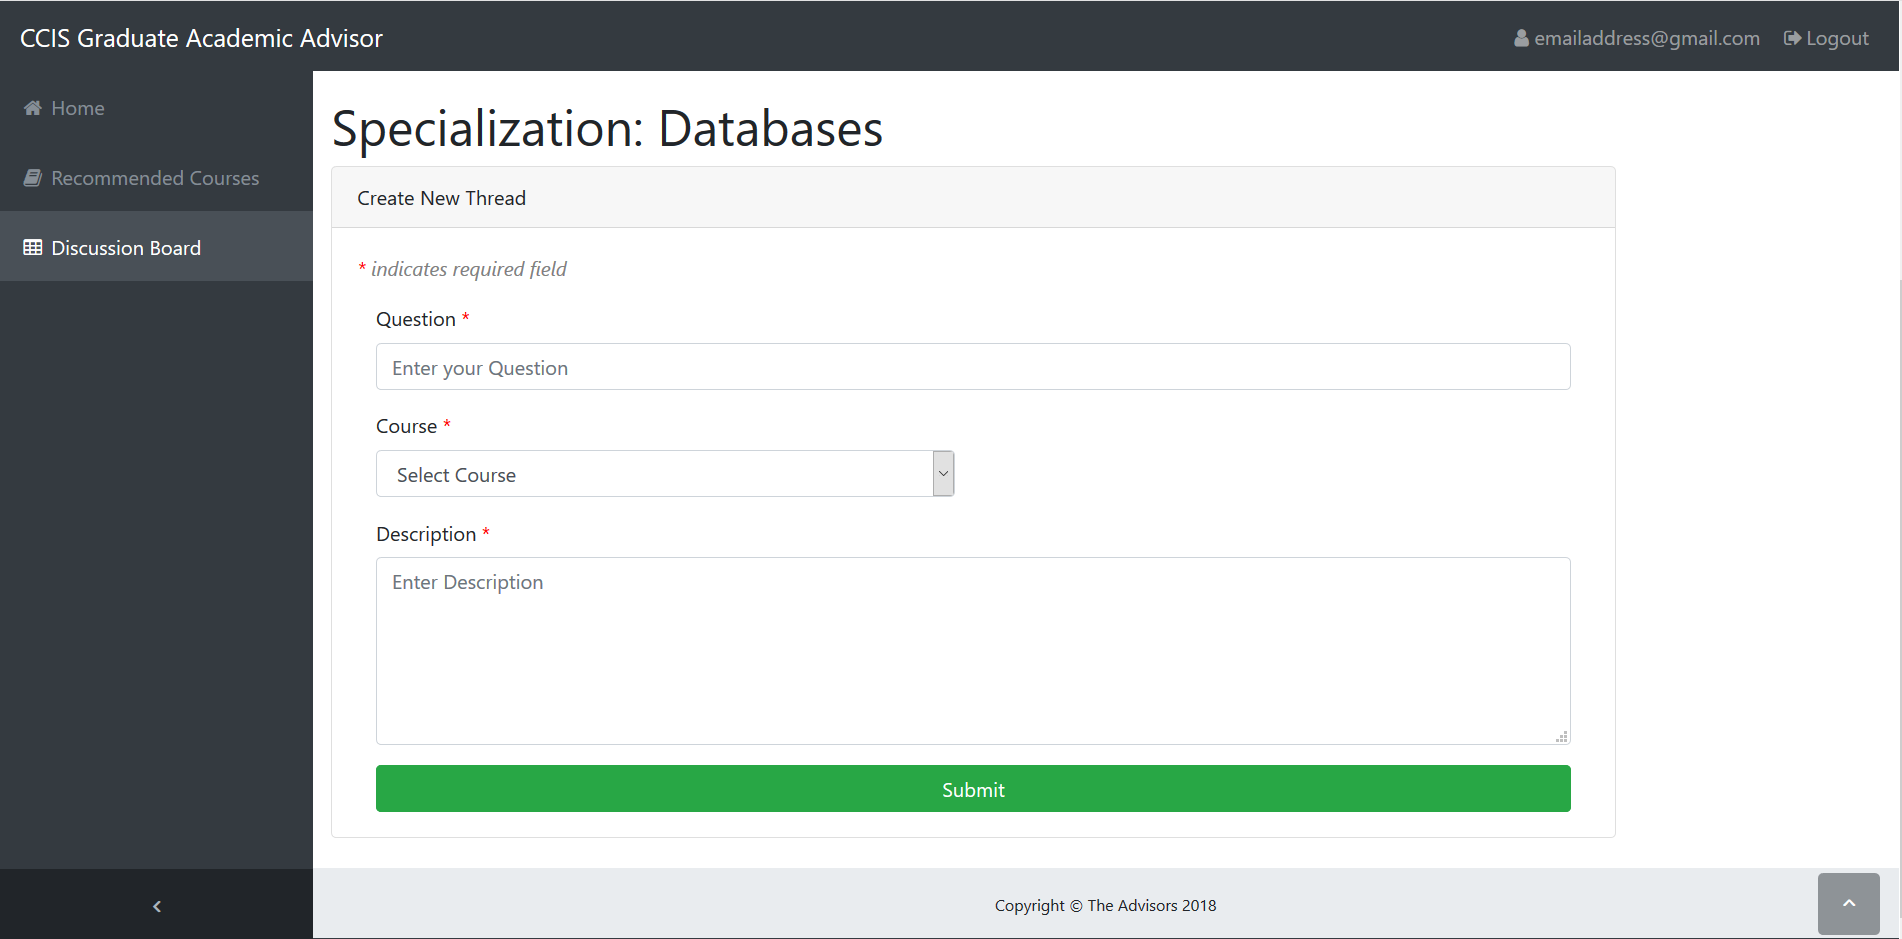 CCIS Graduate Academic Advisor
emailaddress@gmail.com
Logout
Home
Recommended Courses
Discussion Board
Specialization: Databases
Create New Thread
* indicates required field
Question *
Enter your Question
Course *
Select Course
Description *
Enter Description
Submit
Copyright © The Advisors 2018